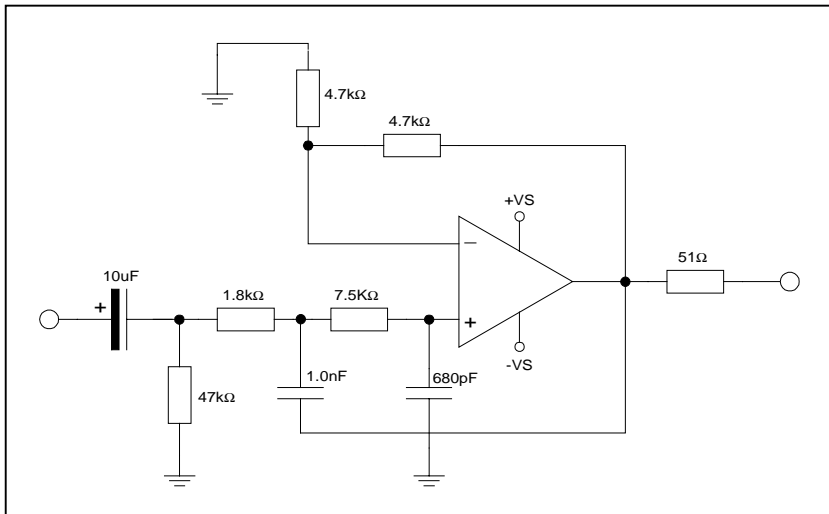 4.7kΩ
4.7kΩ
+VS
−
51Ω
10uF
+
1.8kΩ
7.5KΩ
+
-VS
1.0nF
680pF
47kΩ